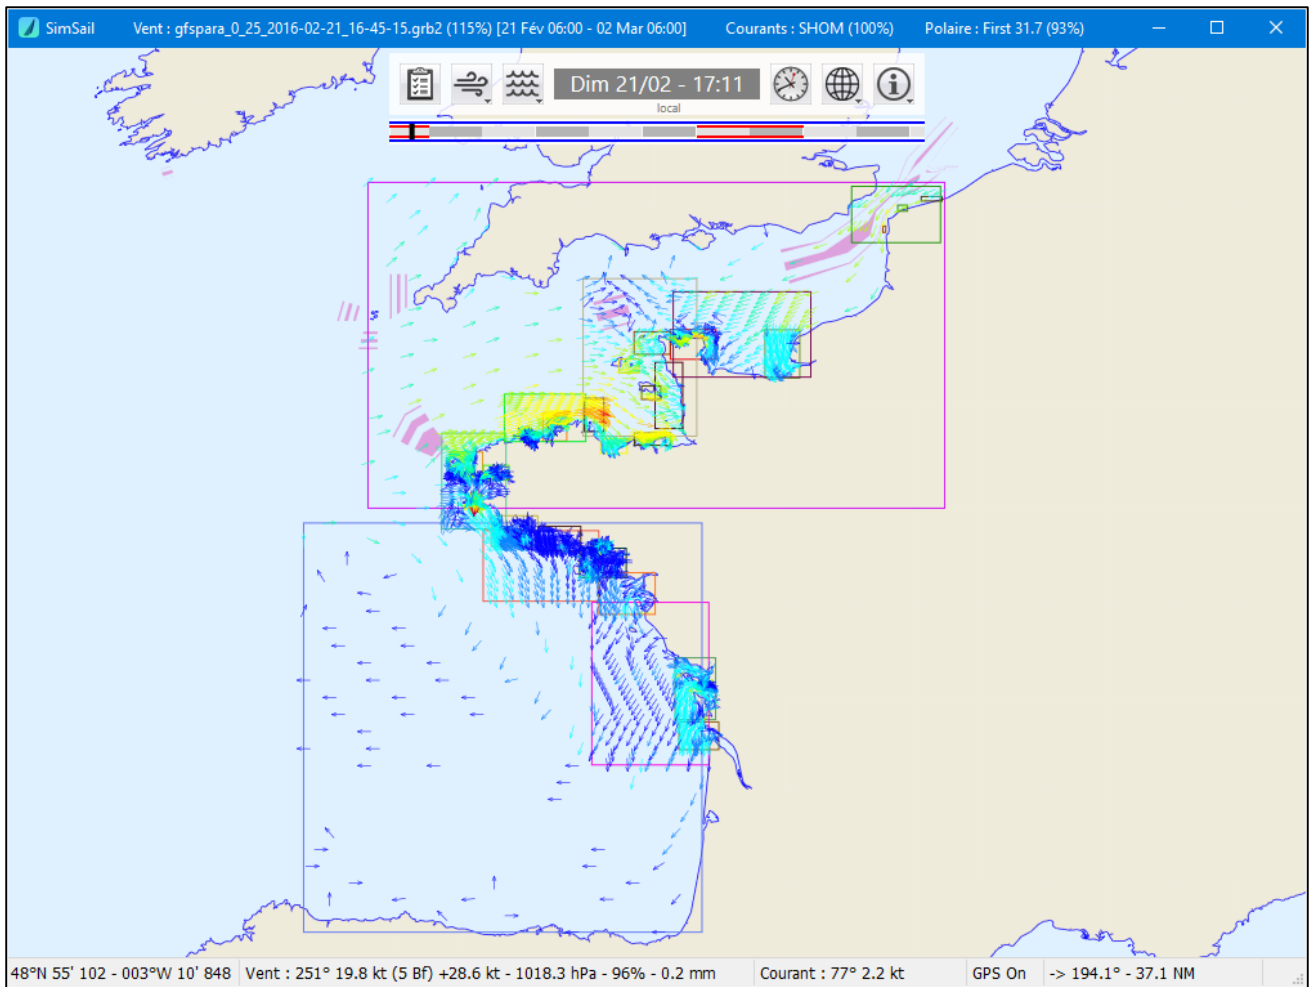 SimSail Vent : gfspara_0_25_2016-02-21_16-45-15.grb2 (115%) [21 Fév 06:00 - 02 Mar 06:00] Courants : SHOM (100%) Polaire : First 31.7 (93%)
Dim 21/02 - 17:11
local
48°N 55' 102 - 003°W 10' 848 Vent : 251° 19.8 kt (5 Bf) +28.6 kt - 1018.3 hPa - 96% - 0.2 mm Courant : 77° 2.2 kt GPS On -> 194.1° - 37.1 NM